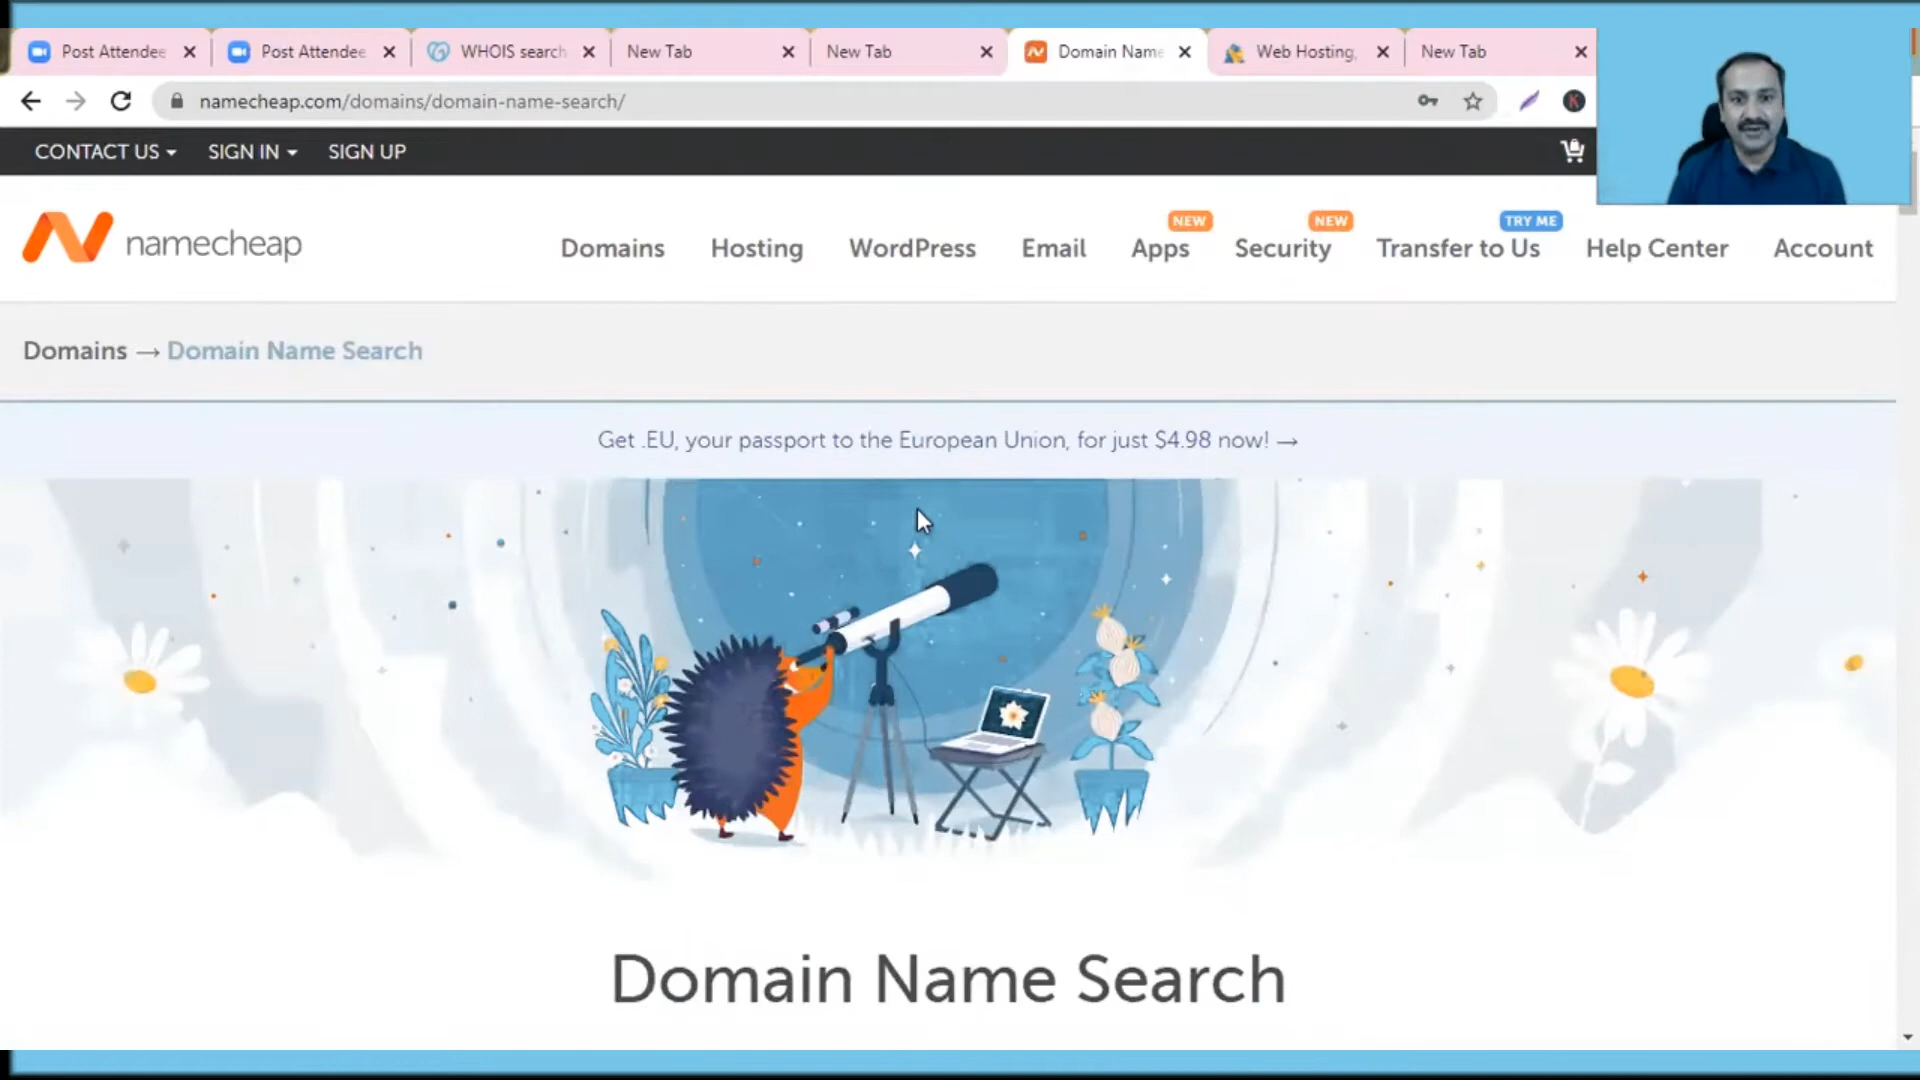 Post Attendee
Post Attendee
WHOIS search
New Tab
New Tab
Domain Name
Web Hosting,
New Tab
namecheap.com/domains/domain-name-search/
K
CONTACT US
SIGN IN
SIGN UP
NEW
NEW
TRY ME
namecheap
Domains
Hosting
WordPress
Email
Apps
Security
Transfer to Us
Help Center
Account
Domains → Domain Name Search
Get .EU, your passport to the European Union, for just $4.98 now! →
Domain Name Search